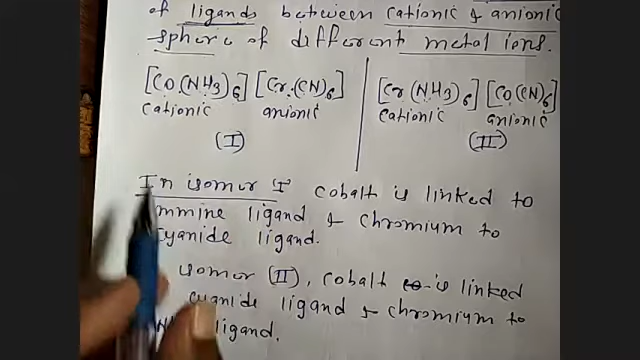 of ligands between cationic & anionic
sphere of different metal ions.
[Co(NH3)6] [Cr(CN)6] [Cr(NH3)6] [Co(CN)6]
cationic anionic cationic anionic
(I) (II)
In isomer I cobalt is linked to
mmine ligand & chromium to
cyanide ligand.
isomer (II), cobalt is linked
cyanide ligand & chromium to
ligand.